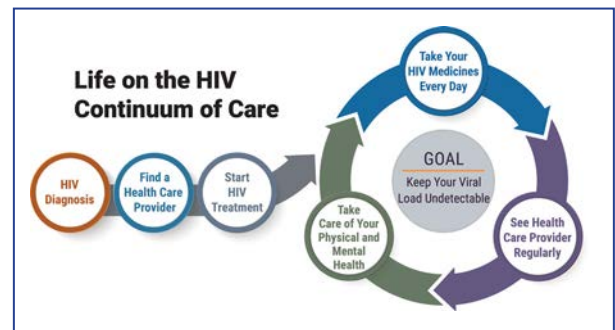 Life on the HIV
Continuum of Care
HIV
Diagnosis
Find a
Health Care
Provider
Start
HIV
Treatment
Take Your
HIV Medicines
Every Day
See Health
Care Provider
Regularly
Take
Care of Your
Physical and
Mental
Health
GOAL
Keep Your Viral
Load Undetectable